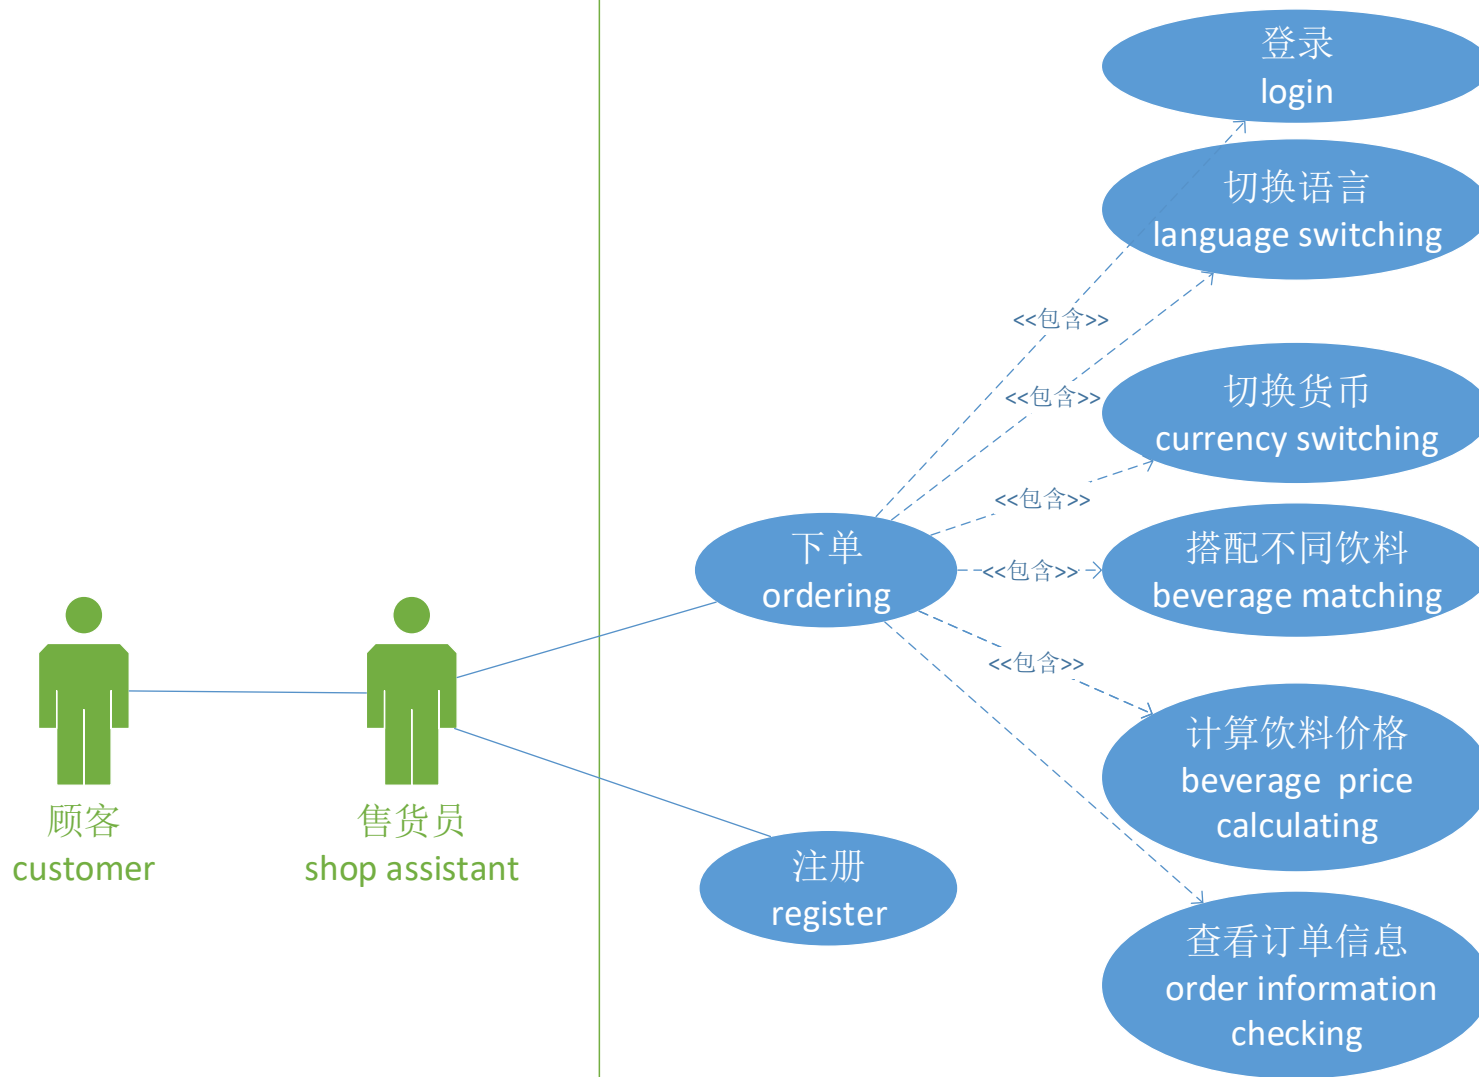 登录
login
切换语言
language switching
<<包含>>
<<包含>>
切换货币
currency switching
<<包含>>
下单
ordering
<<包含>>
搭配不同饮料
beverage matching
<<包含>>
计算饮料价格
beverage price
calculating
顾客
customer
售货员
shop assistant
注册
register
查看订单信息
order information
checking